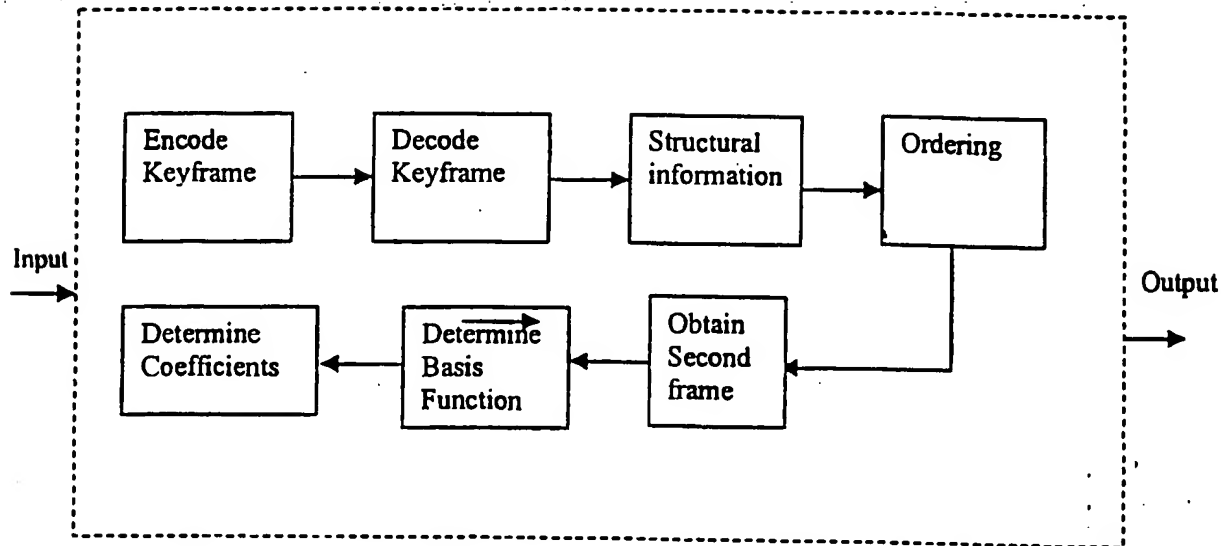 Encode
Keyframe
Decode
Keyframe
Structural
information
Ordering
Input
Output
Determine
Coefficients
Determine
Basis
Function
Obtain
Second
frame